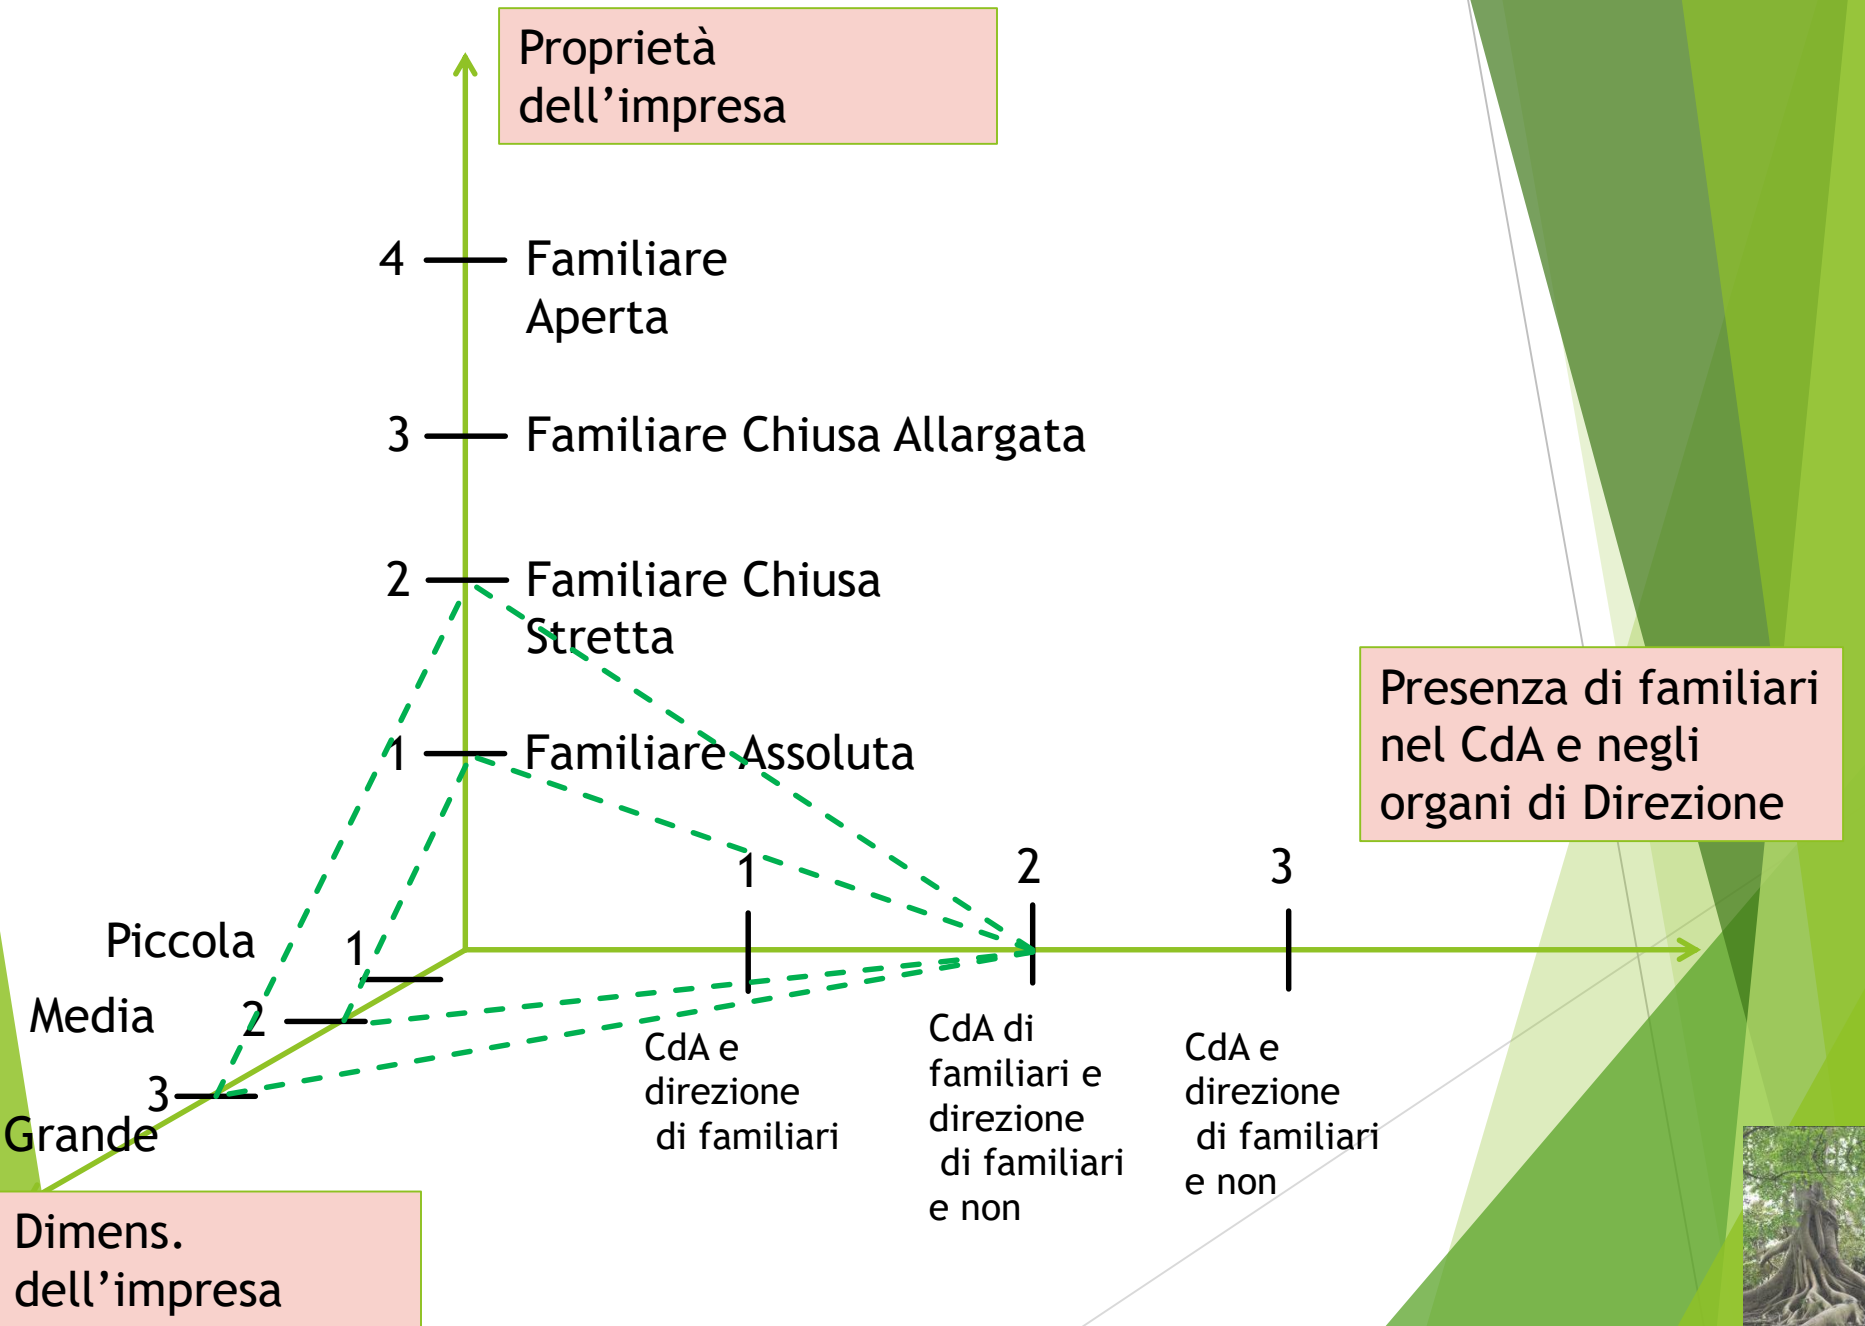 Proprietà
dell’impresa
4
Familiare
Aperta
3
Familiare Chiusa Allargata
2
Familiare Chiusa
Stretta
1
Familiare Assoluta
Presenza di familiari
nel CdA e negli
organi di Direzione
1
2
3
Piccola
1
Media
2
3
Grande
CdA e
direzione
di familiari
CdA di
familiari e
direzione
di familiari
e non
CdA e
direzione
di familiari
e non
Dimens.
dell’impresa